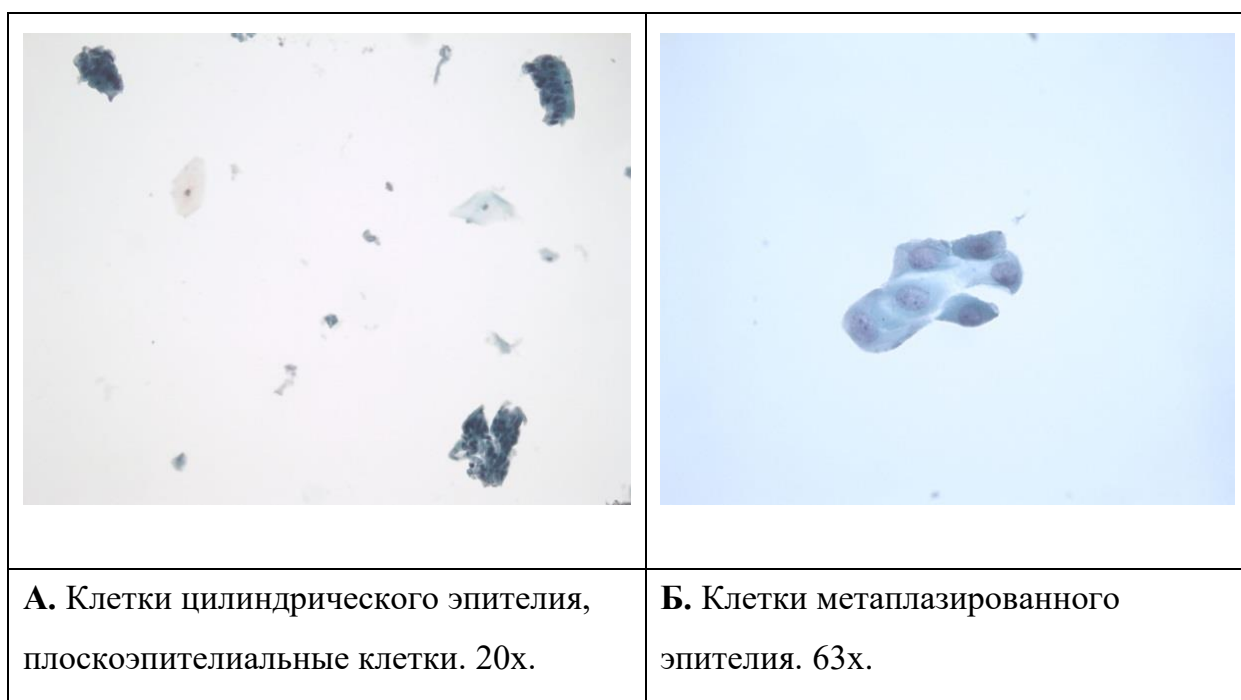 А. Клетки цилиндрического эпителия,
плоскоэпителиальные клетки. 20х.
Б. Клетки метаплазированного
эпителия. 63х.